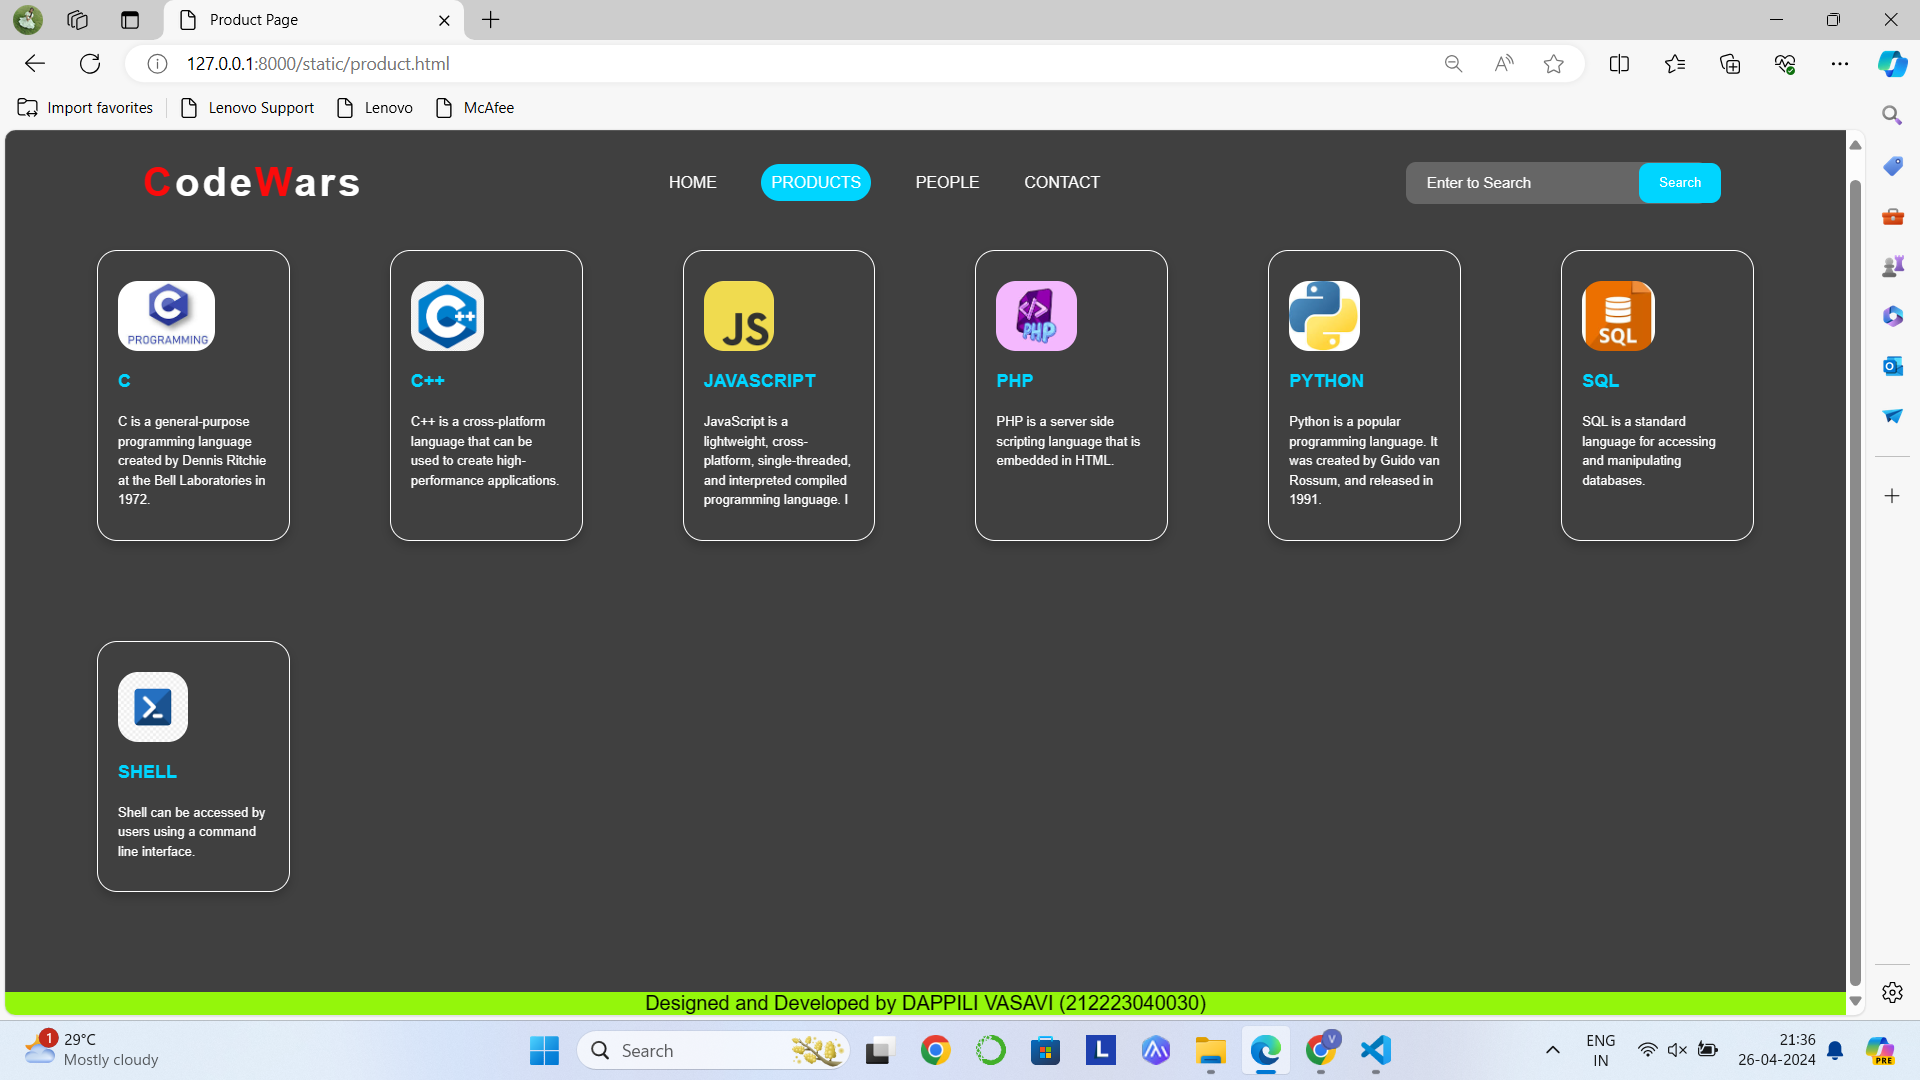 Product Page
127.0.0.1:8000/static/product.html
Import favorites
Lenovo Support
Lenovo
McAfee
CodeWars
HOME
PRODUCTS
PEOPLE
CONTACT
Enter to Search
Search
PROGRAMMING
C
C is a general-purpose
programming language
created by Dennis Ritchie
at the Bell Laboratories in
1972.
C++
C++
C++ is a cross-platform
language that can be
used to create high-
performance applications.
JS
JAVASCRIPT
JavaScript is a
lightweight, cross-
platform, single-threaded,
and interpreted compiled
programming language. I
</> PHP
PHP
PHP is a server side
scripting language that is
embedded in HTML.
PYTHON
Python is a popular
programming language. It
was created by Guido van
Rossum, and released in
1991.
SQL
SQL
SQL is a standard
language for accessing
and manipulating
databases.
SHELL
Shell can be accessed by
users using a command
line interface.
Designed and Developed by DAPPILI VASAVI (212223040030)
1
29°C
Mostly cloudy
Search
L
V
ENG
IN
21:36
26-04-2024
PRE